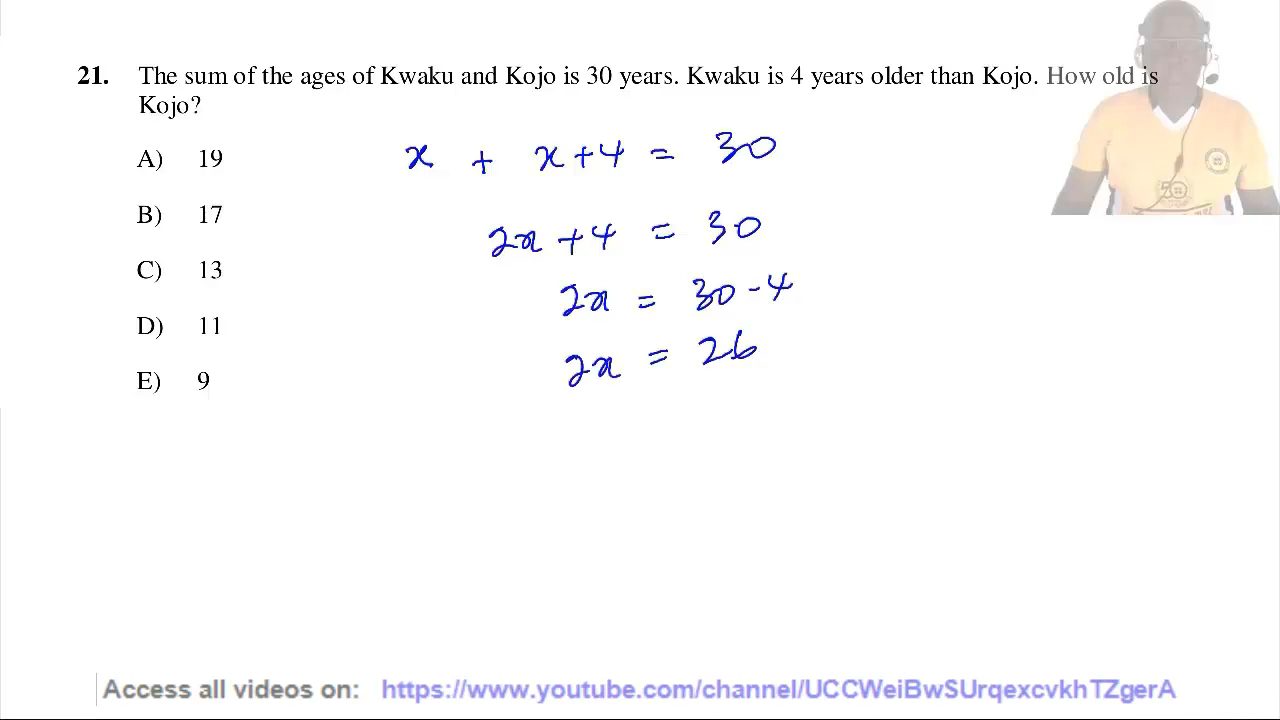 21. The sum of the ages of Kwaku and Kojo is 30 years. Kwaku is 4 years older than Kojo. How old is
Kojo?
A) 19
x + x+4 = 30
B) 17
2x +4 = 30
C) 13
2x = 30-4
D) 11
2x = 26
E) 9
Access all videos on: https://www.youtube.com/channel/UCCWeiBwSUrqexcvkhTZgerA